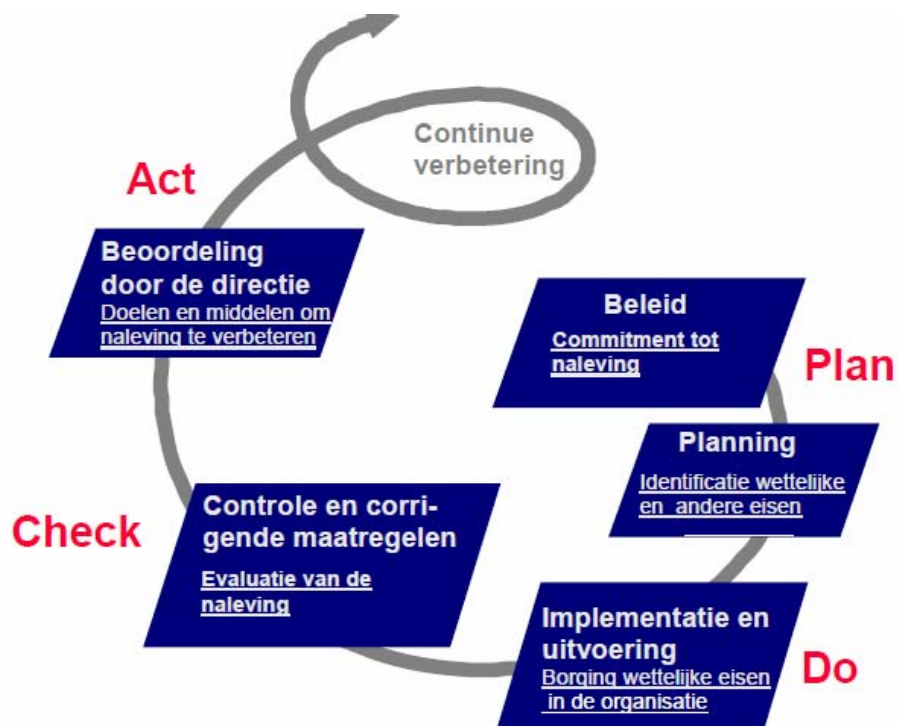 Continue
verbetering
Act
Beoordeling
door de directie
Doelen en middelen om
naleving te verbeteren
Beleid
Commitment tot
naleving
Plan
Planning
Identificatie wettelijke
en andere eisen
Check
Controle en corri-
gende maatregelen
Evaluatie van de
naleving
Implementatie en
uitvoering
Borging wettelijke eisen
in de organisatie
Do